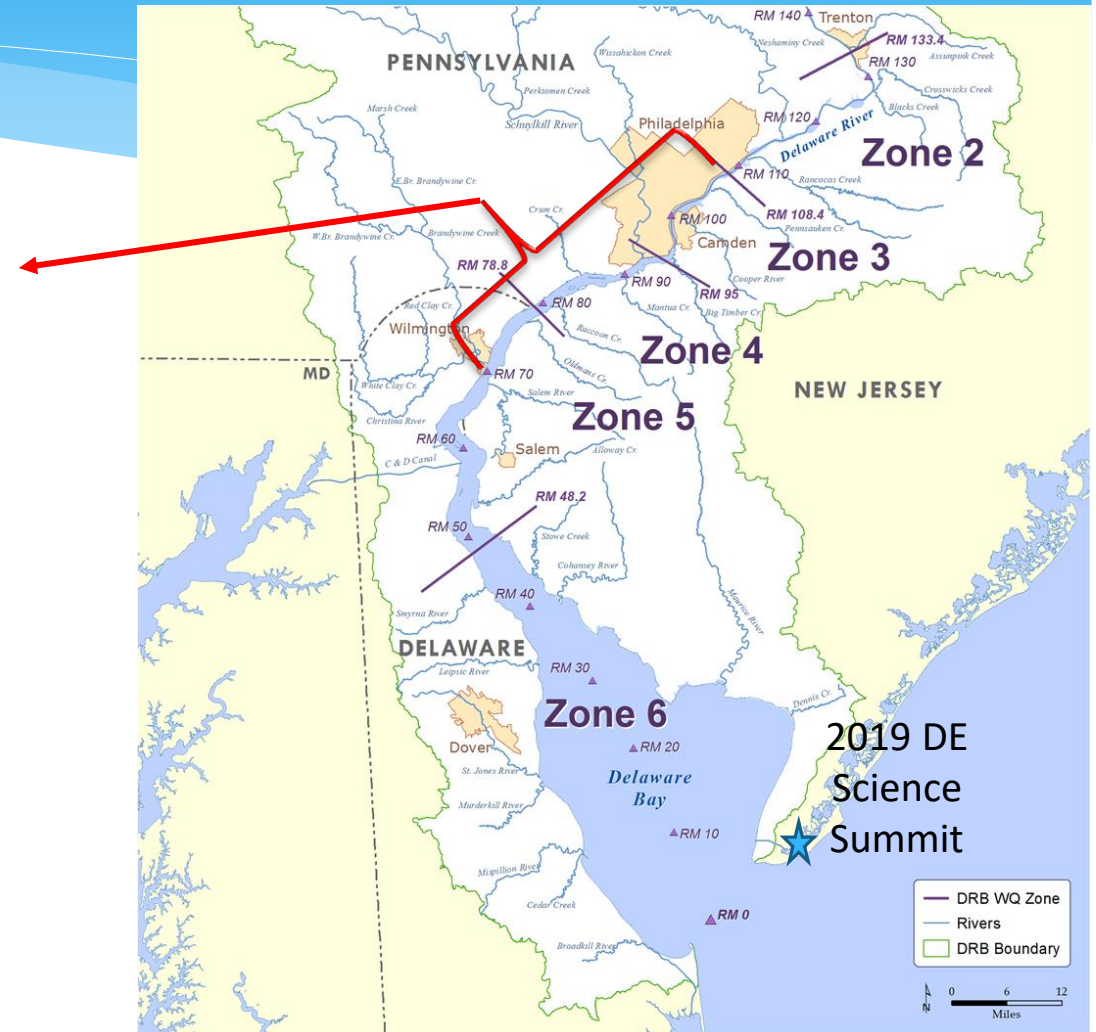 RM 140
Trenton
Neshaminy Creek
RM 133.4
Wissahickon Creek
Assunpink Creek
PENNSYLVANIA
RM 130
Perkiomen Creek
Crosswicks Creek
Marsh Creek
Blacks Creek
Schuylkill River
Philadelphia
RM 120
Delaware River
Zone 2
RM 110
E.Br. Brandywine Cr.
Rancocas Creek
Crum Cr.
RM 100
RM 108.4
Pennsauken Cr.
W.Br. Brandywine Cr.
Brandywine Creek
Camden
Zone 3
RM 78.8
RM 90
Cooper River
RM 95
RM 80
Mantua Cr.
Big Timber Cr.
Red Clay Cr.
Wilmington
Raccoon Cr.
Zone 4
Oldmans Cr.
MD
RM 70
White Clay Cr.
Salem River
NEW JERSEY
Zone 5
Christina River
RM 60
Salem
Alloway Cr.
C & D Canal
RM 48.2
RM 50
Stowe Creek
Cohansey River
RM 40
Smyrna River
Maurice River
DELAWARE
Leipsic River
RM 30
Dennis Cr.
Zone 6
Dover
RM 20
St. Jones River
Delaware
Bay
2019 DE
Science
Summit
Murderkill River
RM 10
Mispillion River
Cedar Creek
RM 0
Broadkill River
DRB WQ Zone
Rivers
DRB Boundary
N
0 6 12
Miles